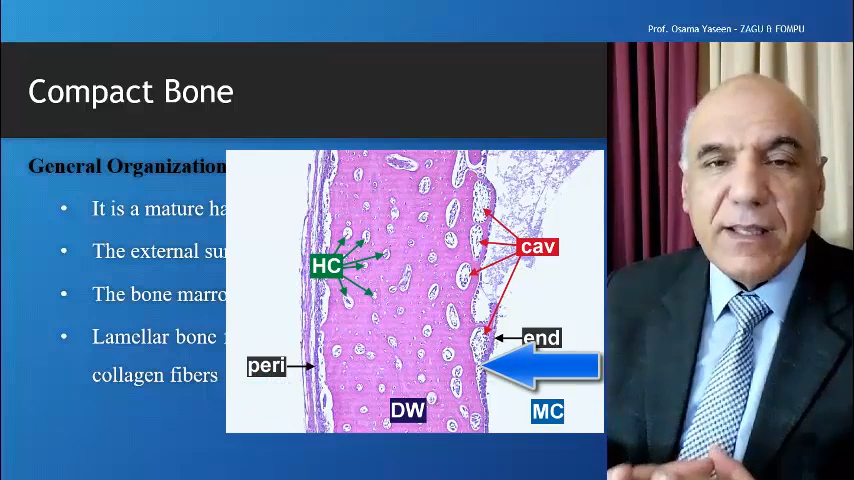 Prof. Osama Yaseen - ZAGU & FOMPU
Compact Bone
General Organization
• It is a mature ha
• The external sur
• The bone marro
• Lamellar bone
collagen fibers
HC
cav
end
peri
DW
MC